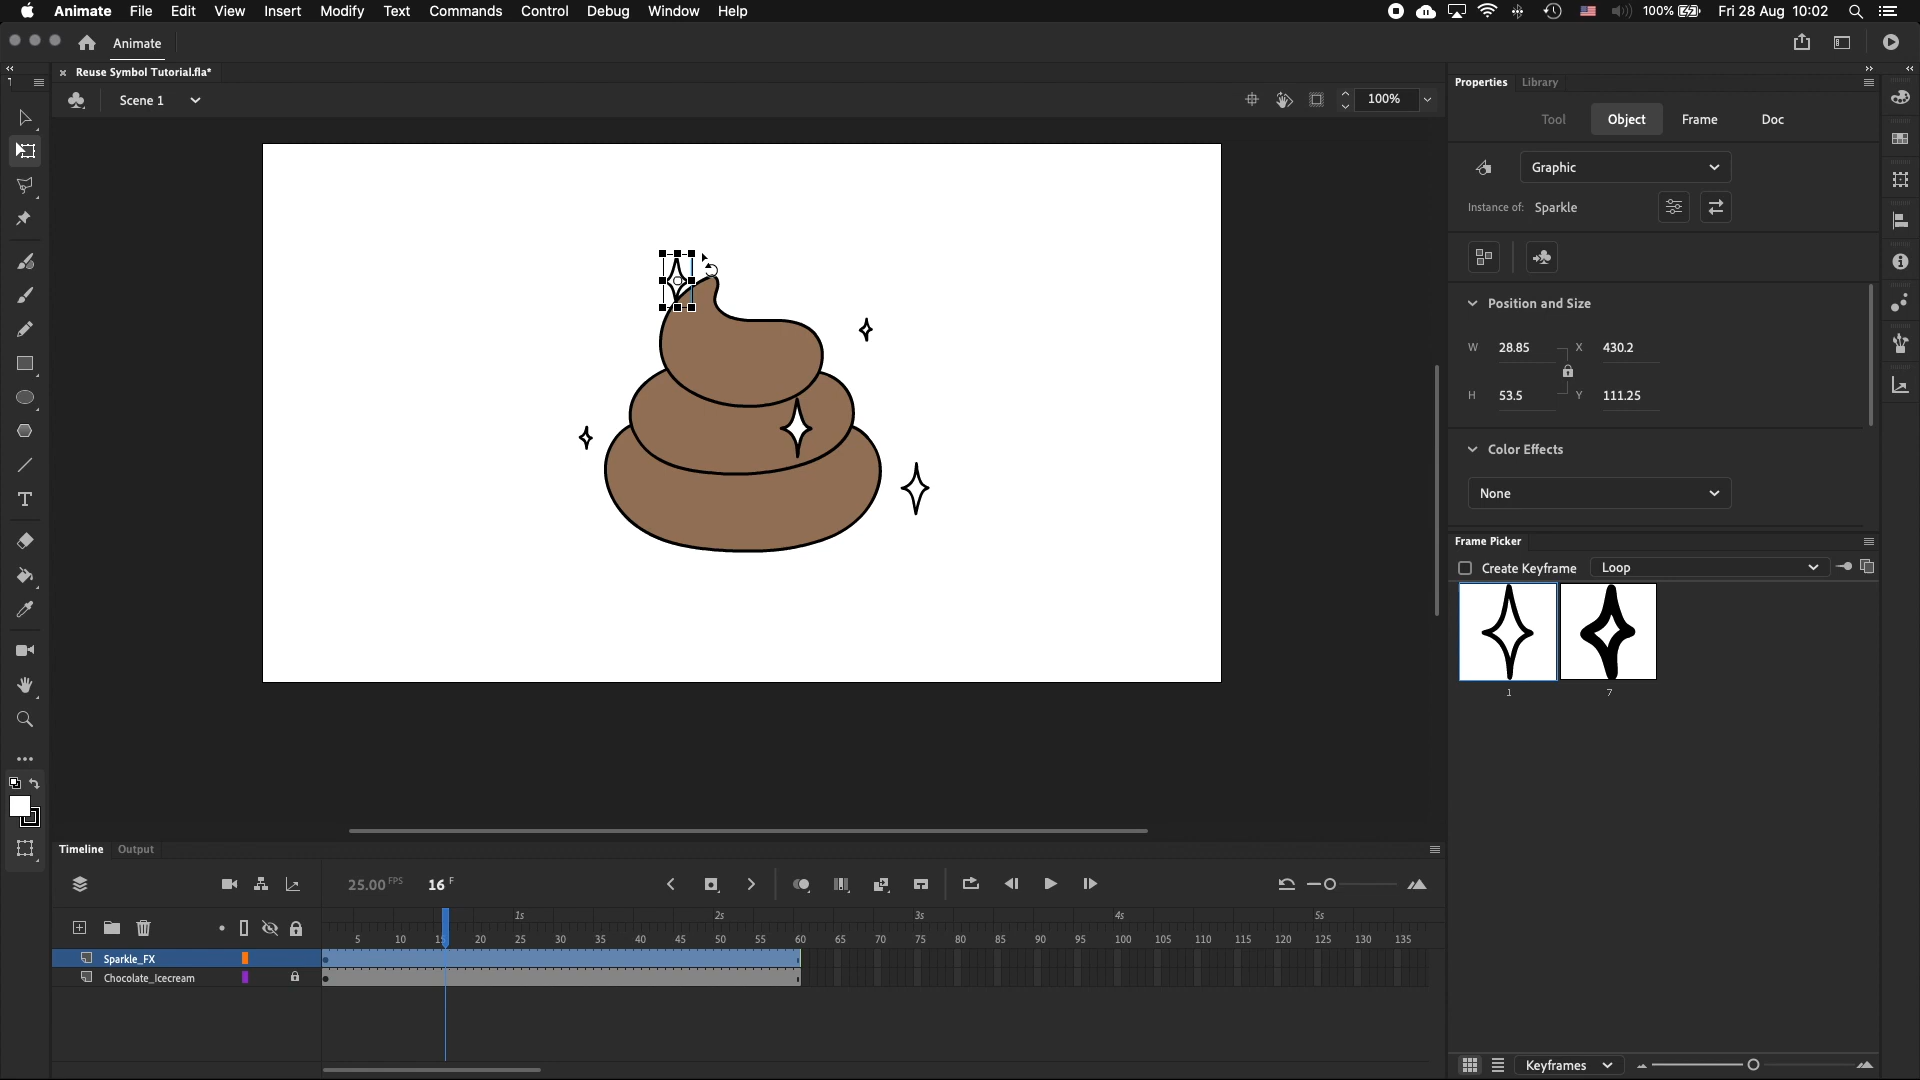 Animate File Edit View Insert Modify Text Commands Control Debug Window Help 100% Fri 28 Aug 10:02
Animate
Reuse Symbol Tutorial.fla*
Scene 1 100%
Properties Library
Tool Object Frame Doc
Graphic
Instance of: Sparkle
Position and Size
W 28.85 X 430.2
H 53.5 Y 111.25
Color Effects
None
Frame Picker
Create Keyframe Loop
1 7
Timeline Output
25.00 FPS 16 F
1s 2s 3s 4s 5s
5 10 15 20 25 30 35 40 45 50 55 60 65 70 75 80 85 90 95 100 105 110 115 120 125 130 135
Sparkle_FX
Chocolate_Icecream
Keyframes